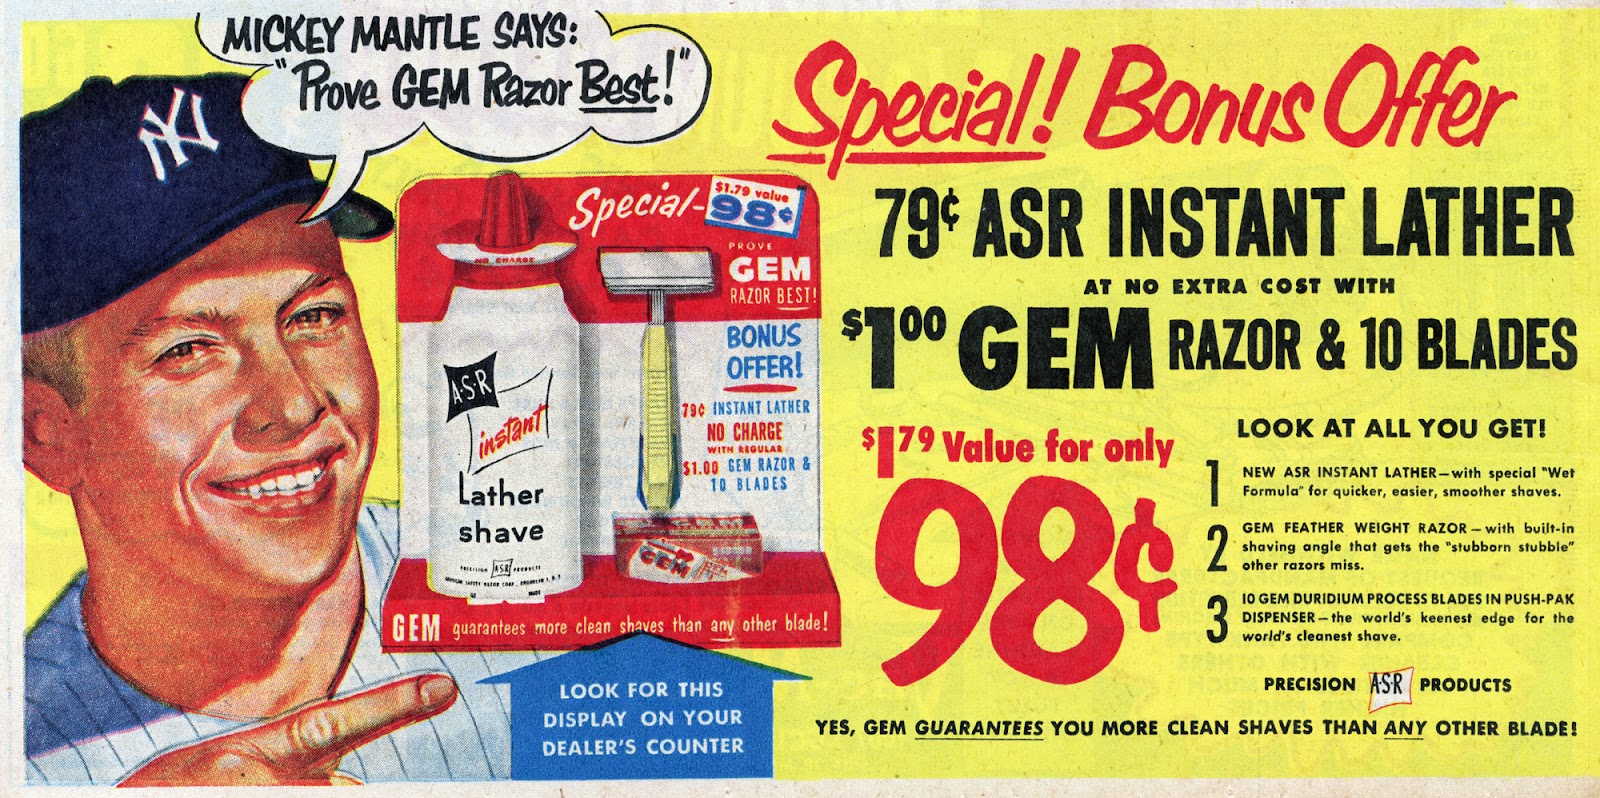 MICKEY MANTLE SAYS:
"Prove GEM Razor Best!"
NY
Special-
$1.79 value
98¢
NO CHARGE
PROVE
GEM
RAZOR BEST!
BONUS
OFFER!
79¢ INSTANT LATHER
NO CHARGE
WITH REGULAR
$1.00 GEM RAZOR &
10 BLADES
A·S·R
instant
Lather
shave
PRECISION ASR PRODUCTS
GEM
GEM guarantees more clean shaves than any other blade!
LOOK FOR THIS
DISPLAY ON YOUR
DEALER'S COUNTER
Special! Bonus Offer
79¢ ASR INSTANT LATHER
AT NO EXTRA COST WITH
$1.00 GEM RAZOR & 10 BLADES
$1.79 Value for only
98¢
LOOK AT ALL YOU GET!
1 NEW ASR INSTANT LATHER—with special "Wet
Formula" for quicker, easier, smoother shaves.
2 GEM FEATHER WEIGHT RAZOR—with built-in
shaving angle that gets the "stubborn stubble"
other razors miss.
3 10 GEM DURIDIUM PROCESS BLADES IN PUSH-PAK
DISPENSER—the world's keenest edge for the
world's cleanest shave.
PRECISION A·S·R PRODUCTS
YES, GEM GUARANTEES YOU MORE CLEAN SHAVES THAN ANY OTHER BLADE!